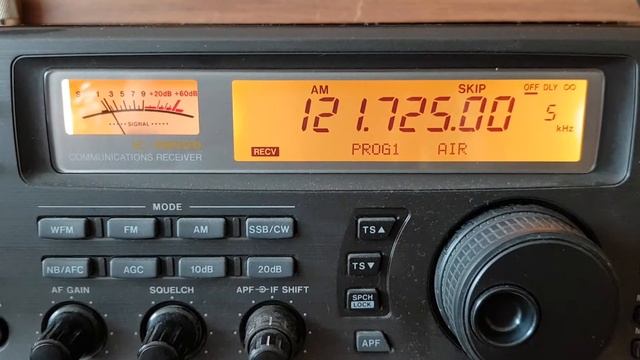 S 1 3 5 7 9 +20dB +60dB
SIGNAL
COMMUNICATIONS RECEIVER
AM SKIP OFF DLY ∞
121.725.00 5
kHz
RECV PROG1 AIR
MODE
WFM FM AM SSB/CW TS▲
NB/AFC AGC 10dB 20dB TS▼
AF GAIN SQUELCH APF IF SHIFT SPCH
LOCK
APF